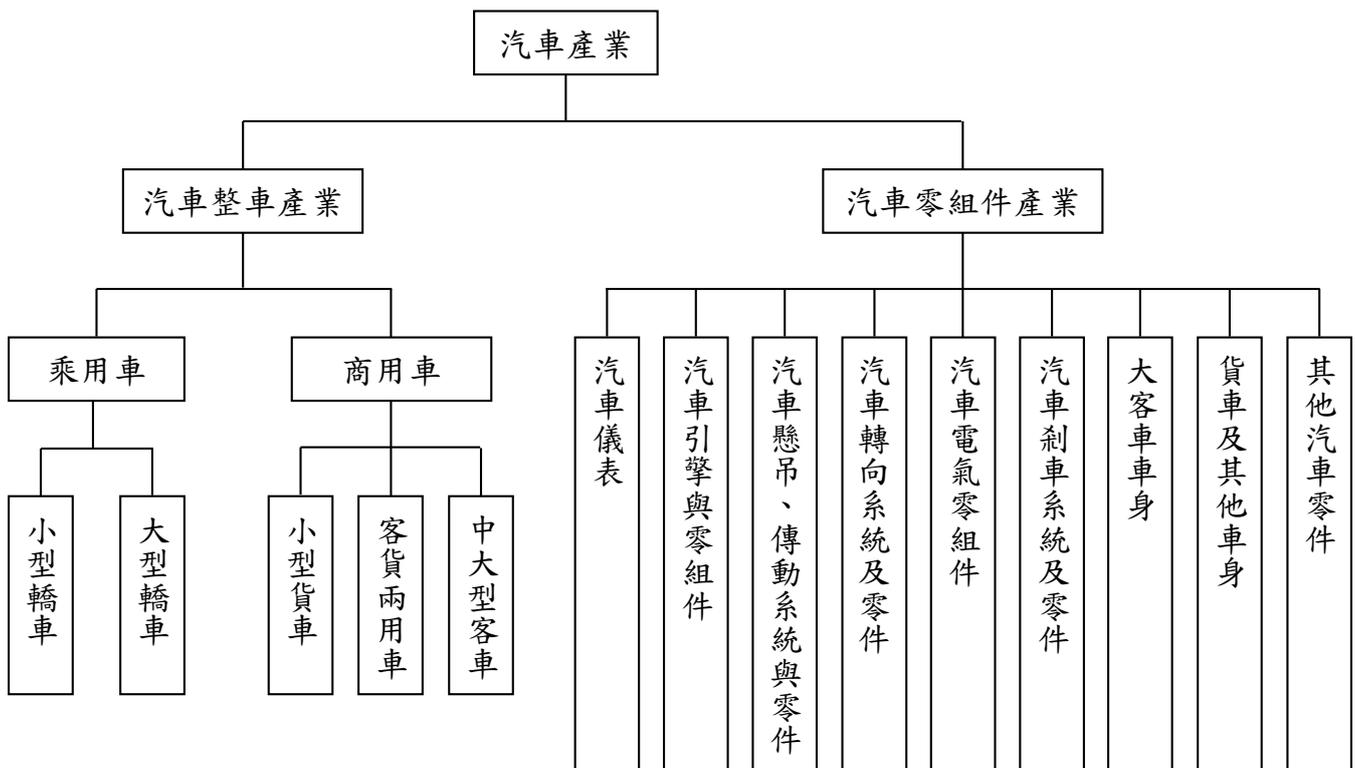 汽車產業
汽車整車產業
汽車零組件產業
乘用車
商用車
小型轎車
大型轎車
小型貨車
客貨兩用車
中大型客車
汽車儀表
汽車引擎與零組件
汽車懸吊、傳動系統與零件
汽車轉向系統及零件
汽車電氣零組件
汽車剎車系統及零件
大客車車身
貨車及其他車身
其他汽車零件